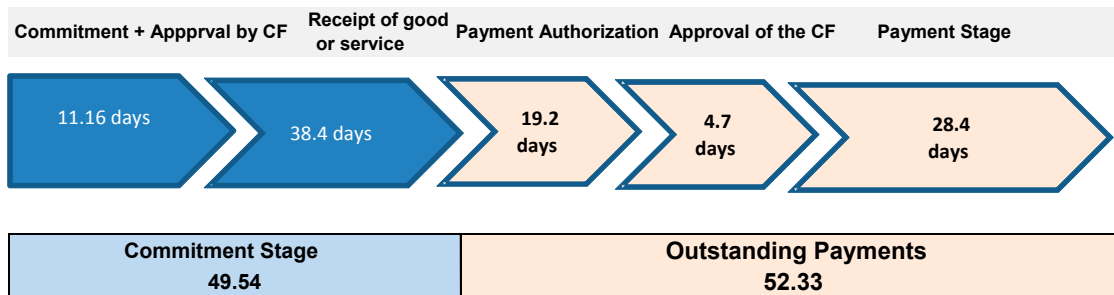 Commitment + Appprval by CF
Receipt of good
or service
Payment Authorization
Approval of the CF
Payment Stage
11.16 days
38.4 days
19.2
days
4.7
days
28.4
days
Commitment Stage
49.54
Outstanding Payments
52.33